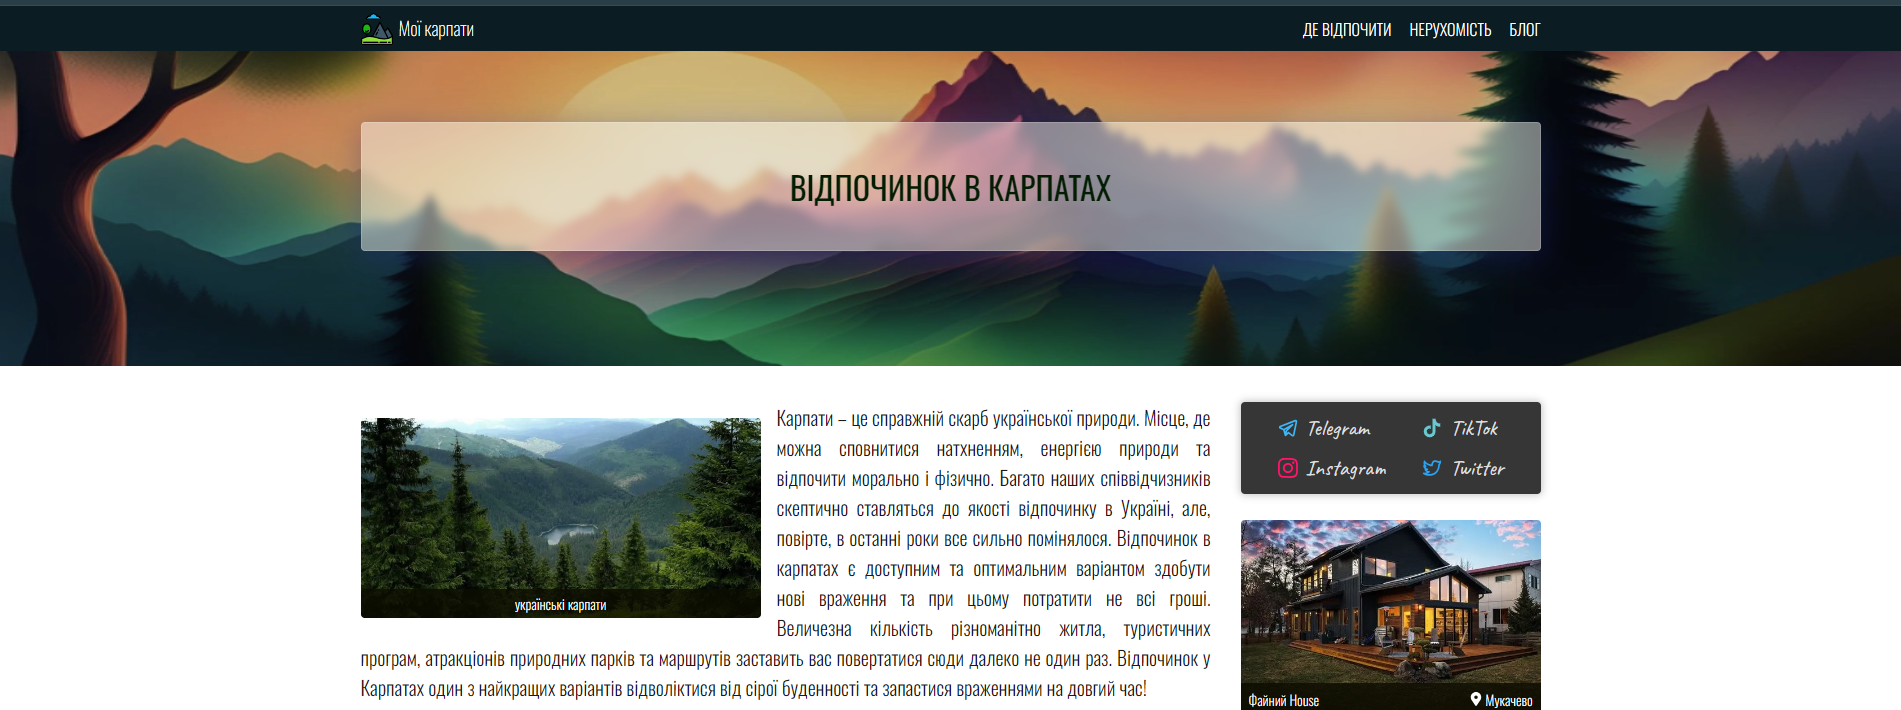 Мої карпати
ДЕ ВІДПОЧИТИ НЕРУХОМІСТЬ БЛОГ
ВІДПОЧИНОК В КАРПАТАХ
українські карпати
Карпати – це справжній скарб української природи. Місце, де
можна сповнитися натхненням, енергією природи та
відпочити морально і фізично. Багато наших співвідчизників
скептично ставляться до якості відпочинку в Україні, але,
повірте, в останні роки все сильно помінялося. Відпочинок в
карпатах є доступним та оптимальним варіантом здобути
нові враження та при цьому потратити не всі гроші.
Величезна кількість різноманітно житла, туристичних
програм, атракціонів природних парків та маршрутів заставить вас повертатися сюди далеко не один раз. Відпочинок у
Карпатах один з найкращих варіантів відволіктися від сірої буденності та запастися враженнями на довгий час!
Telegram TikTok
Instagram Twitter
Файний House Мукачево